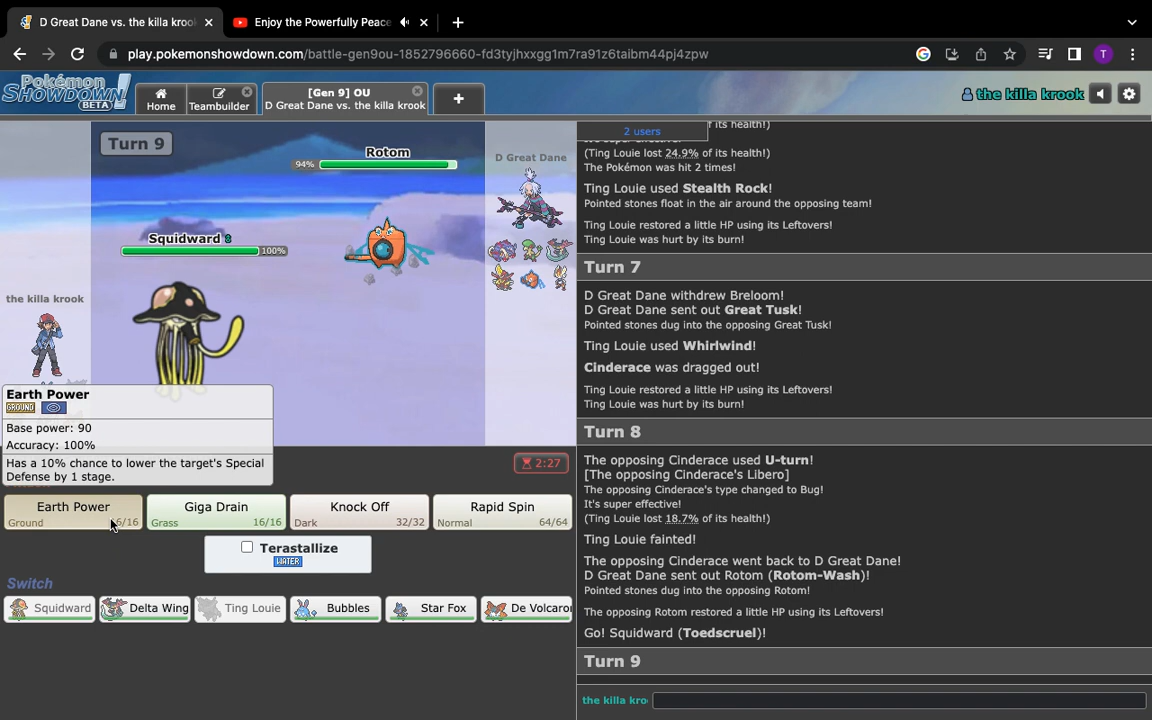 D Great Dane vs. the killa kroo
Enjoy the Powerfully Peace
play.pokemonshowdown.com/battle-gen9ou-1852796660-fd3tyjhxxgg1m7ra91z6taibm44pj4zpw
T
Pokémon
SHOWDOWN!
BETA
Home
Teambuilder
[Gen 9] OU
D Great Dane vs. the killa krook
the killa krook
Turn 9
Rotom
94%
Squidward
100%
D Great Dane
the killa krook
Earth Power
GROUND
Base power: 90
Accuracy: 100%
Has a 10% chance to lower the target's Special
Defense by 1 stage.
2:27
Earth Power
Ground
Giga Drain
Grass 16/16
Knock Off
Dark 32/32
Rapid Spin
Normal 64/64
Terastallize
WATER
Switch
Squidward
Delta Wing
Ting Louie
Bubbles
Star Fox
De Volcaron
2 users
f its health!)
(Ting Louie lost 24.9% of its health!)
The Pokémon was hit 2 times!
Ting Louie used Stealth Rock!
Pointed stones float in the air around the opposing team!
Ting Louie restored a little HP using its Leftovers!
Ting Louie was hurt by its burn!
Turn 7
D Great Dane withdrew Breloom!
D Great Dane sent out Great Tusk!
Pointed stones dug into the opposing Great Tusk!
Ting Louie used Whirlwind!
Cinderace was dragged out!
Ting Louie restored a little HP using its Leftovers!
Ting Louie was hurt by its burn!
Turn 8
The opposing Cinderace used U-turn!
[The opposing Cinderace's Libero]
The opposing Cinderace's type changed to Bug!
It's super effective!
(Ting Louie lost 18.7% of its health!)
Ting Louie fainted!
The opposing Cinderace went back to D Great Dane!
D Great Dane sent out Rotom (Rotom-Wash)!
Pointed stones dug into the opposing Rotom!
The opposing Rotom restored a little HP using its Leftovers!
Go! Squidward (Toedscruel)!
Turn 9
the killa kro